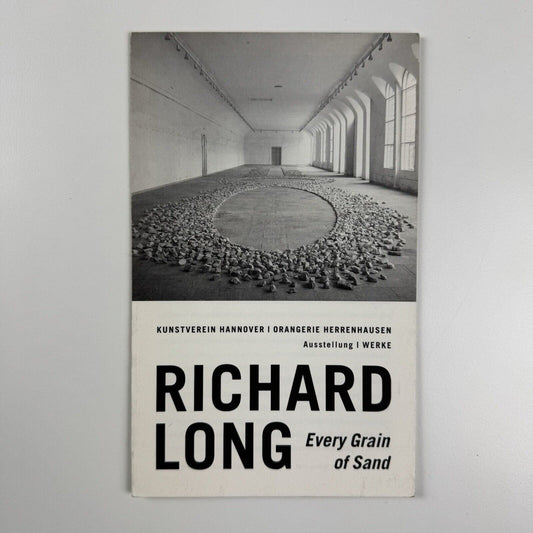 KUNSTVEREIN HANNOVER | ORANGERIE HERRENHAUSEN
Ausstellung | WERKE
RICHARD
LONG
Every Grain
of Sand